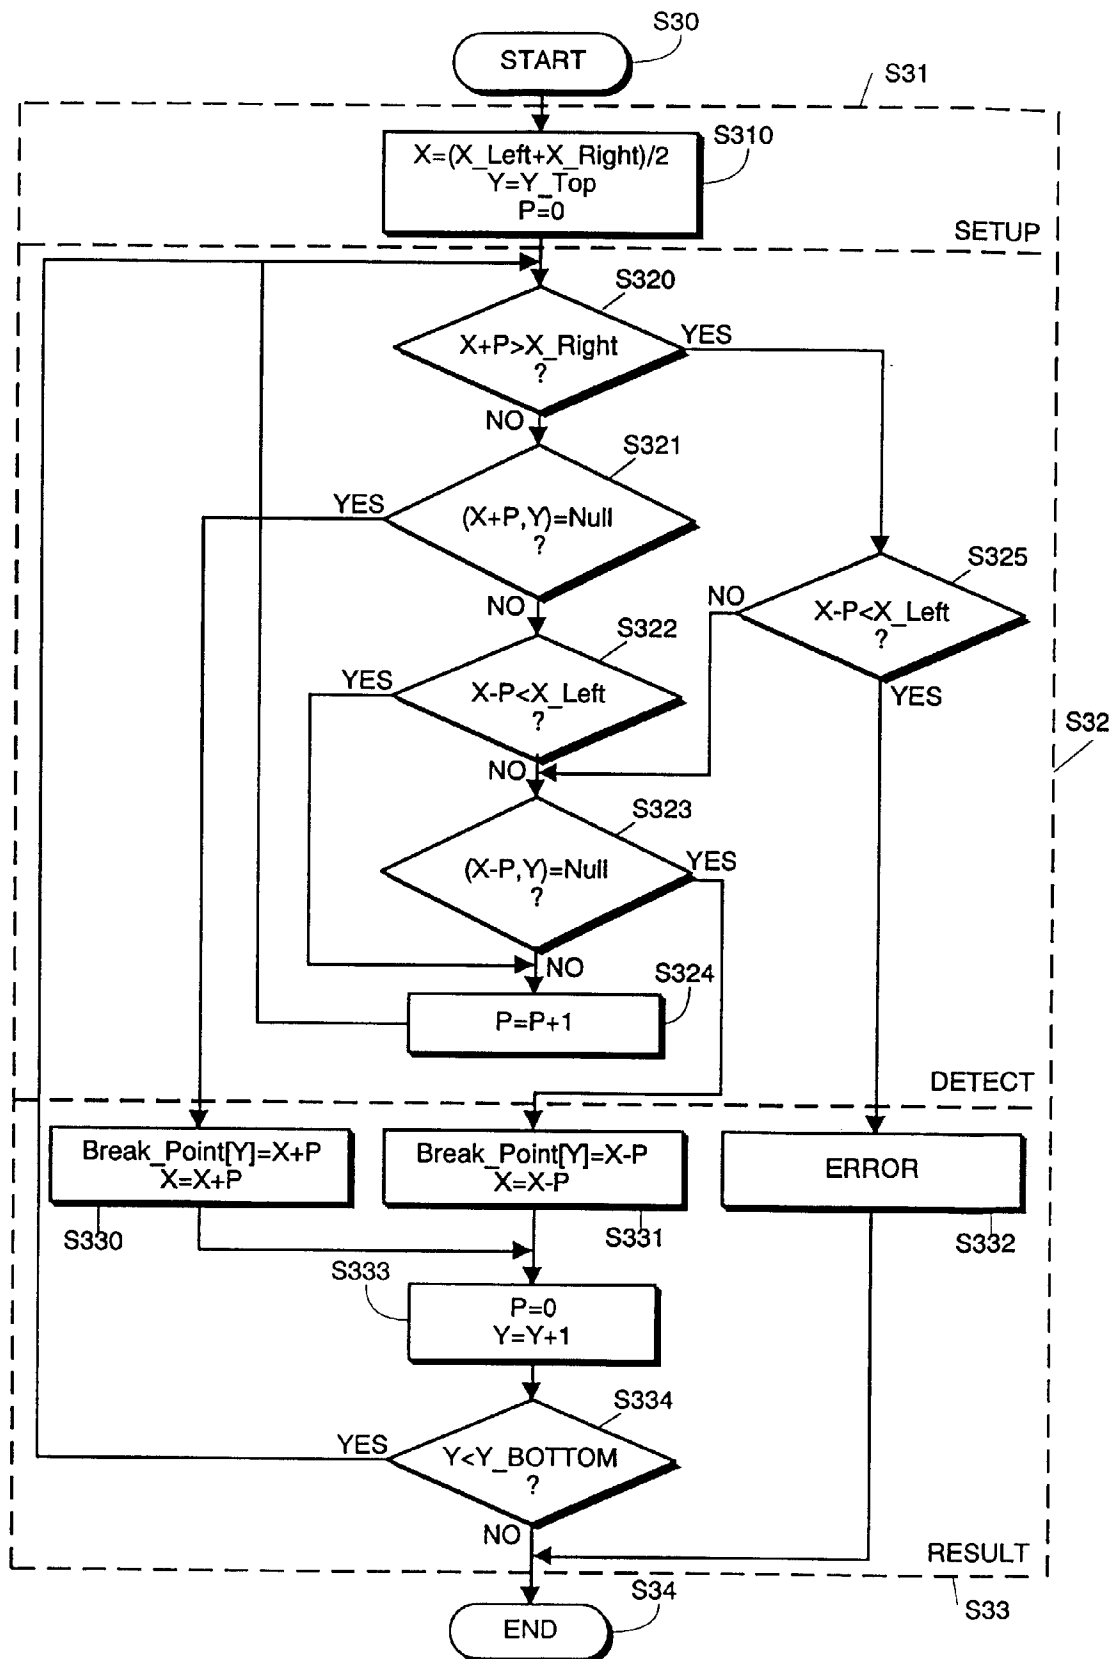 S30
START
S31
S310
X=(X_Left+X_Right)/2
Y=Y_Top
P=0
SETUP
S320
X+P>X_Right
?
YES
NO
S321
YES
(X+P,Y)=Null
?
NO
S325
NO
X-P<X_Left
?
YES
S322
YES
X-P<X_Left
?
NO
S32
S323
(X-P,Y)=Null
?
YES
NO
S324
P=P+1
DETECT
Break_Point[Y]=X+P
X=X+P
S330
Break_Point[Y]=X-P
X=X-P
S331
ERROR
S332
S333
P=0
Y=Y+1
S334
YES
Y<Y_BOTTOM
?
NO
RESULT
S33
S34
END